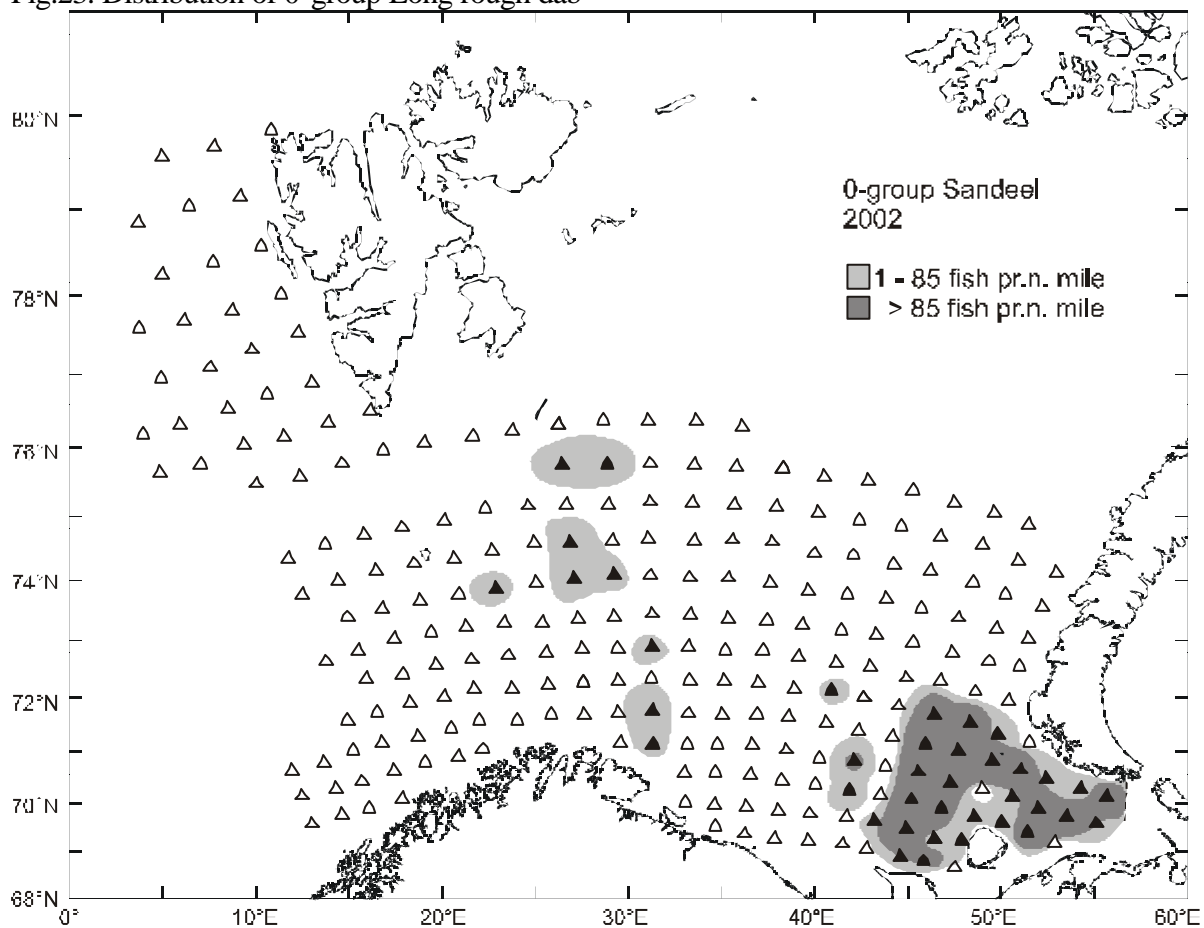 Fig.23. Distribution of 0-group Long rough dab
80°N
0-group Sandeel
2002
1 - 85 fish pr.n. mile
> 85 fish pr.n. mile
78°N
76°N
74°N
72°N
70°N
68°N
0° 10°E 20°E 30°E 40°E 50°E 60°E